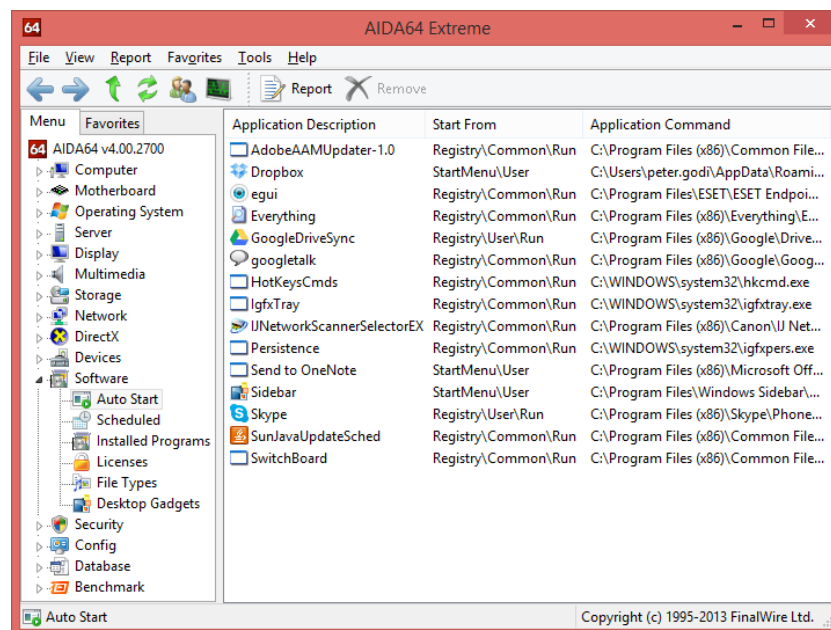 64 AIDA64 Extreme
File View Report Favorites Tools Help
Report Remove
Menu Favorites
64 AIDA64 v4.00.2700
Computer
Motherboard
Operating System
Server
Display
Multimedia
Storage
Network
DirectX
Devices
Software
Auto Start
Scheduled
Installed Programs
Licenses
File Types
Desktop Gadgets
Security
Config
Database
Benchmark
Application Description Start From Application Command
AdobeAAMUpdater-1.0 Registry\Common\Run C:\Program Files (x86)\Common File...
Dropbox StartMenu\User C:\Users\peter.godi\AppData\Roami...
egui Registry\Common\Run C:\Program Files\ESET\ESET Endpoi...
Everything Registry\Common\Run C:\Program Files (x86)\Everything\E...
GoogleDriveSync Registry\User\Run C:\Program Files (x86)\Google\Drive...
googletalk Registry\Common\Run C:\Program Files (x86)\Google\Goog...
HotKeysCmds Registry\Common\Run C:\WINDOWS\system32\hkcmd.exe
IgfxTray Registry\Common\Run C:\WINDOWS\system32\igfxtray.exe
IJNetworkScannerSelectorEX Registry\Common\Run C:\Program Files (x86)\Canon\IJ Net...
Persistence Registry\Common\Run C:\WINDOWS\system32\igfxpers.exe
Send to OneNote StartMenu\User C:\Program Files (x86)\Microsoft Off...
Sidebar StartMenu\User C:\Program Files\Windows Sidebar\...
Skype Registry\User\Run C:\Program Files (x86)\Skype\Phone...
SunJavaUpdateSched Registry\Common\Run C:\Program Files (x86)\Common File...
SwitchBoard Registry\Common\Run C:\Program Files (x86)\Common File...
Auto Start Copyright (c) 1995-2013 FinalWire Ltd.